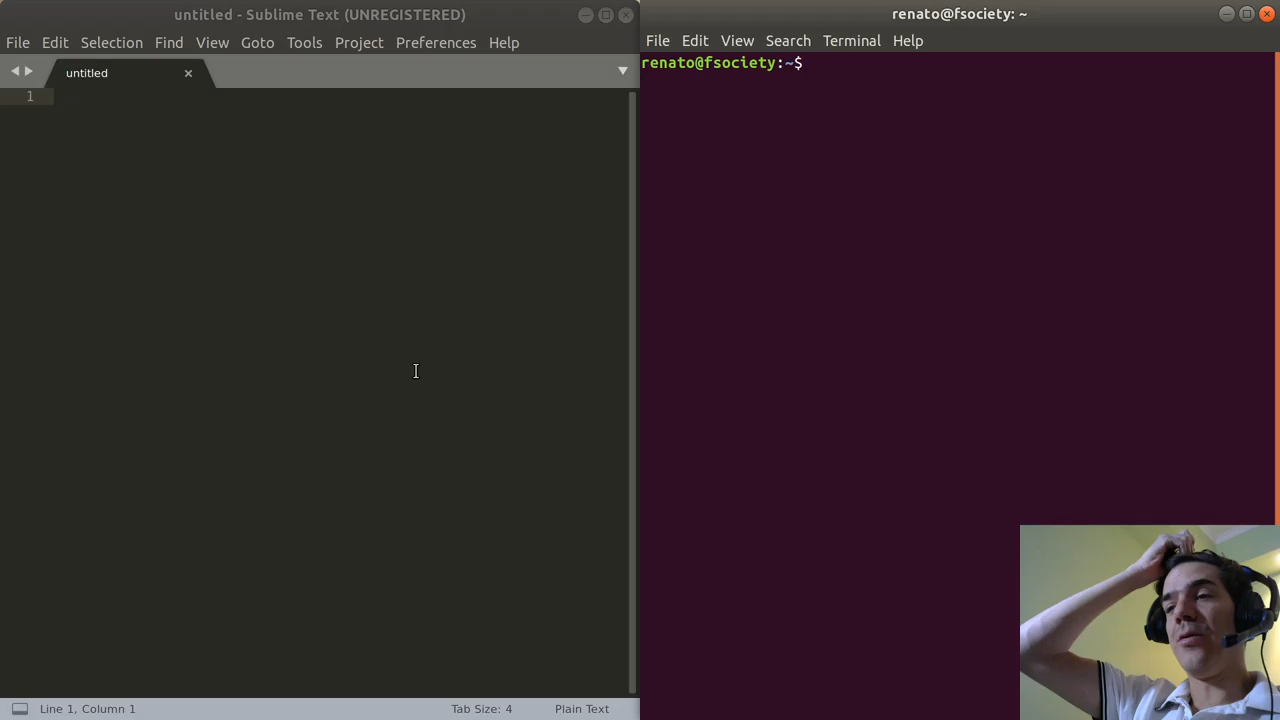 untitled - Sublime Text (UNREGISTERED)
File Edit Selection Find View Goto Tools Project Preferences Help
untitled
1
Line 1, Column 1
Tab Size: 4
Plain Text
renato@fsociety: ~
File Edit View Search Terminal Help
renato@fsociety:~$